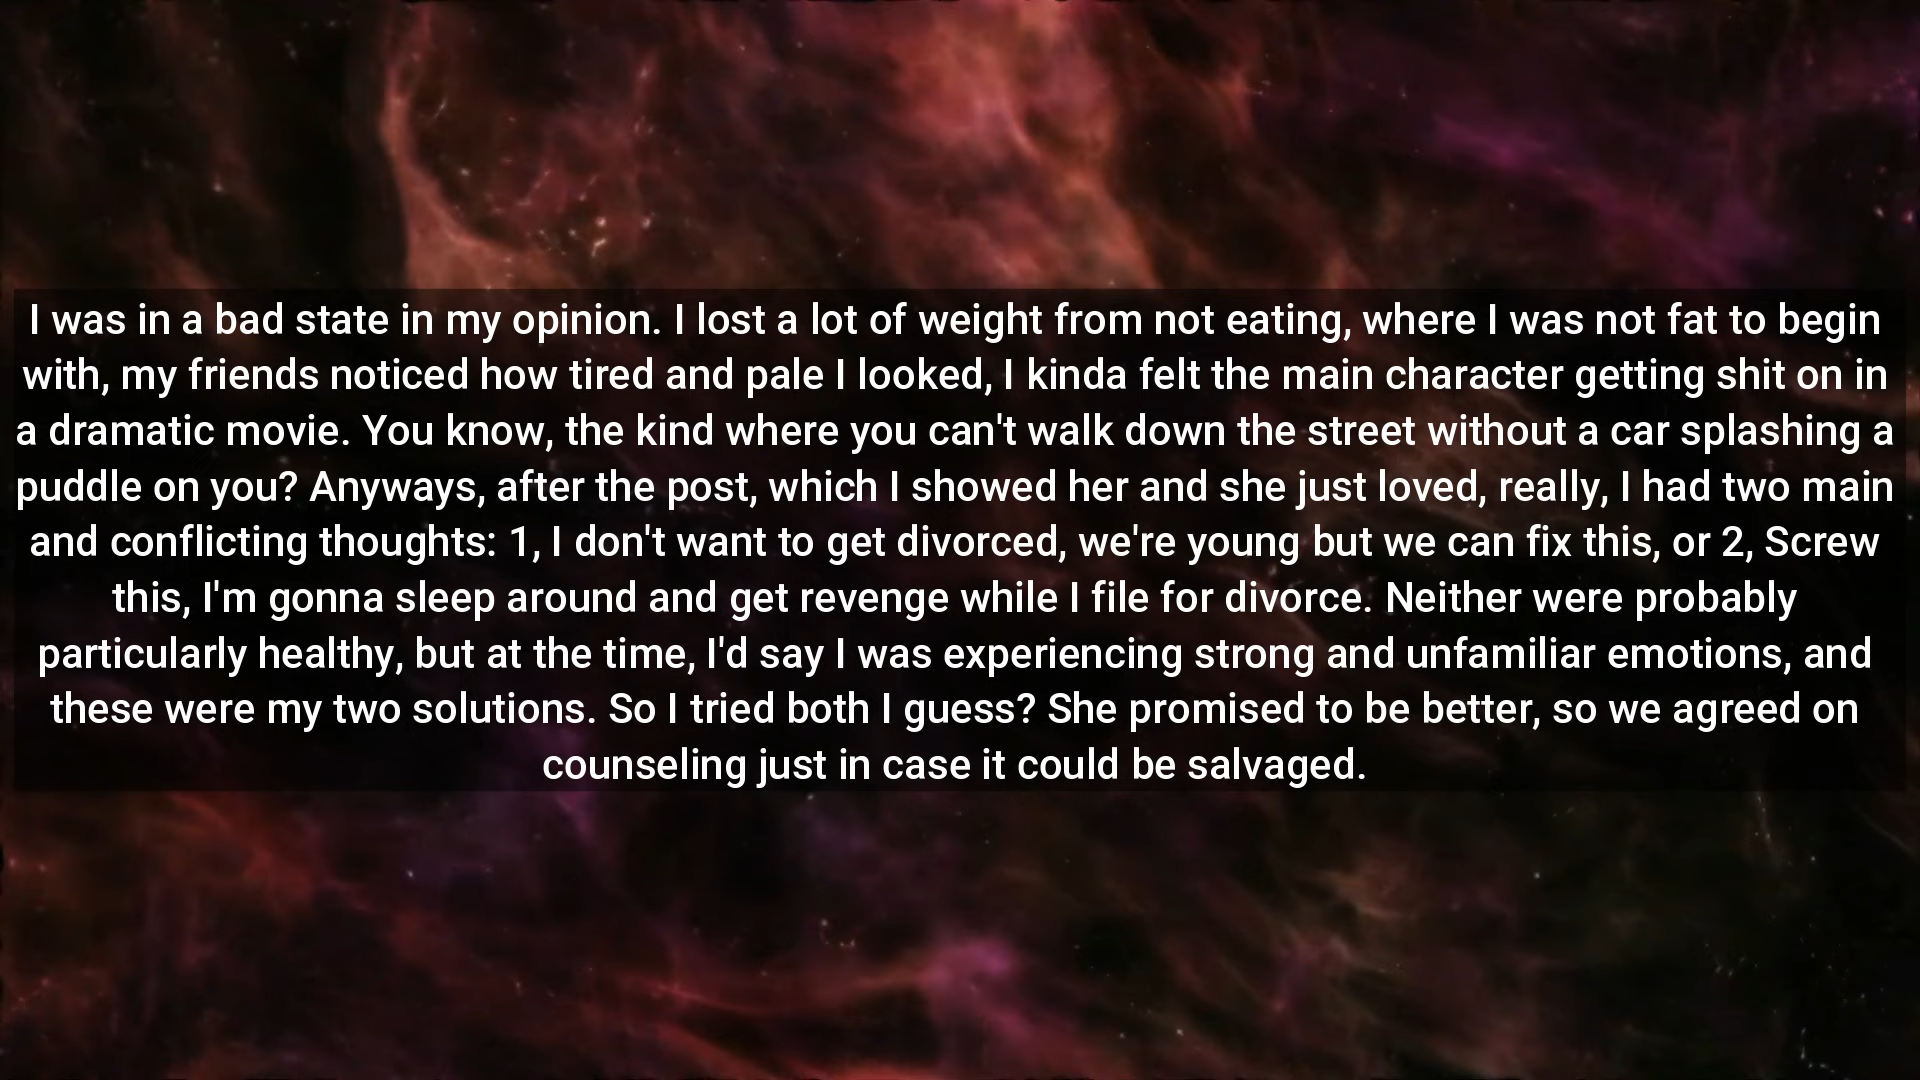 I was in a bad state in my opinion. I lost a lot of weight from not eating, where I was not fat to begin
with, my friends noticed how tired and pale I looked, I kinda felt the main character getting shit on in
a dramatic movie. You know, the kind where you can't walk down the street without a car splashing a
puddle on you? Anyways, after the post, which I showed her and she just loved, really, I had two main
and conflicting thoughts: 1, I don't want to get divorced, we're young but we can fix this, or 2, Screw
this, I'm gonna sleep around and get revenge while I file for divorce. Neither were probably
particularly healthy, but at the time, I'd say I was experiencing strong and unfamiliar emotions, and
these were my two solutions. So I tried both I guess? She promised to be better, so we agreed on
counseling just in case it could be salvaged.